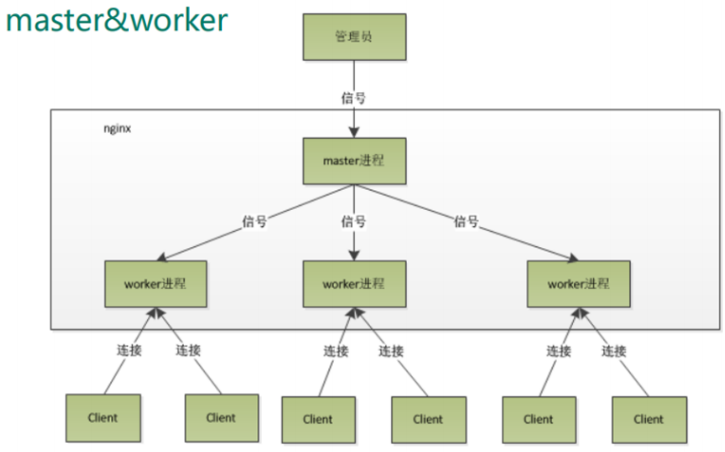 master&worker
管理员
信号
nginx
master进程
信号
信号
信号
worker进程
worker进程
worker进程
连接
连接
连接
连接
连接
连接
Client
Client
Client
Client
Client
Client